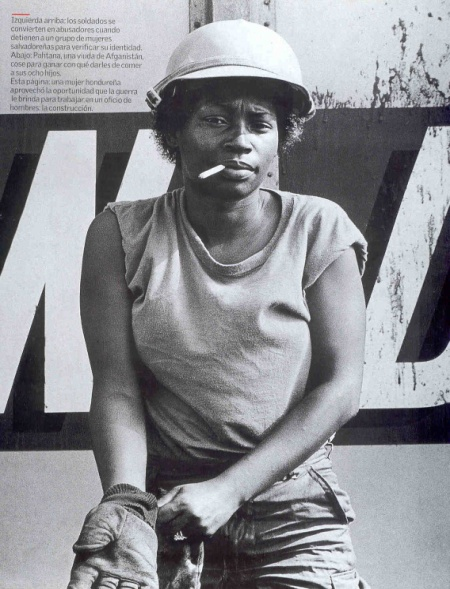 Izquierda arriba: los soldados se
convierten en abusadores cuando
detienen a un grupo de mujeres
salvadoreñas para verificar su identidad.
Abajo: Pahtana, una viuda de Afganistán,
cose para ganar con qué darles de comer
a sus ocho hijos.
Esta página: una mujer hondureña
aprovechó la oportunidad que la guerra
le brinda para trabajar en un oficio de
hombres: la construcción.